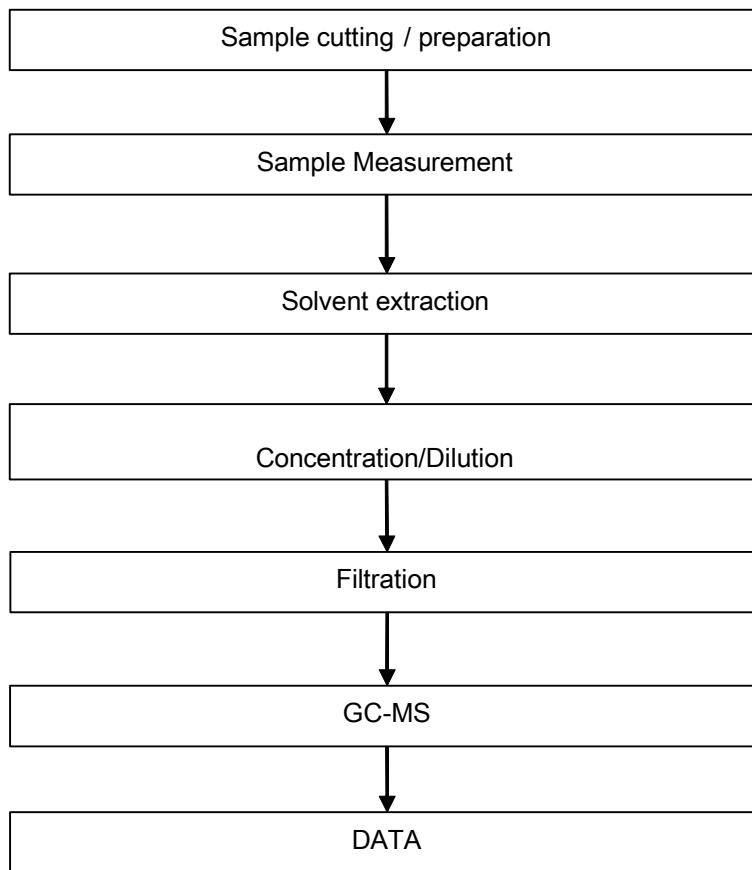 Sample cutting / preparation
Sample Measurement
Solvent extraction
Concentration/Dilution
Filtration
GC-MS
DATA